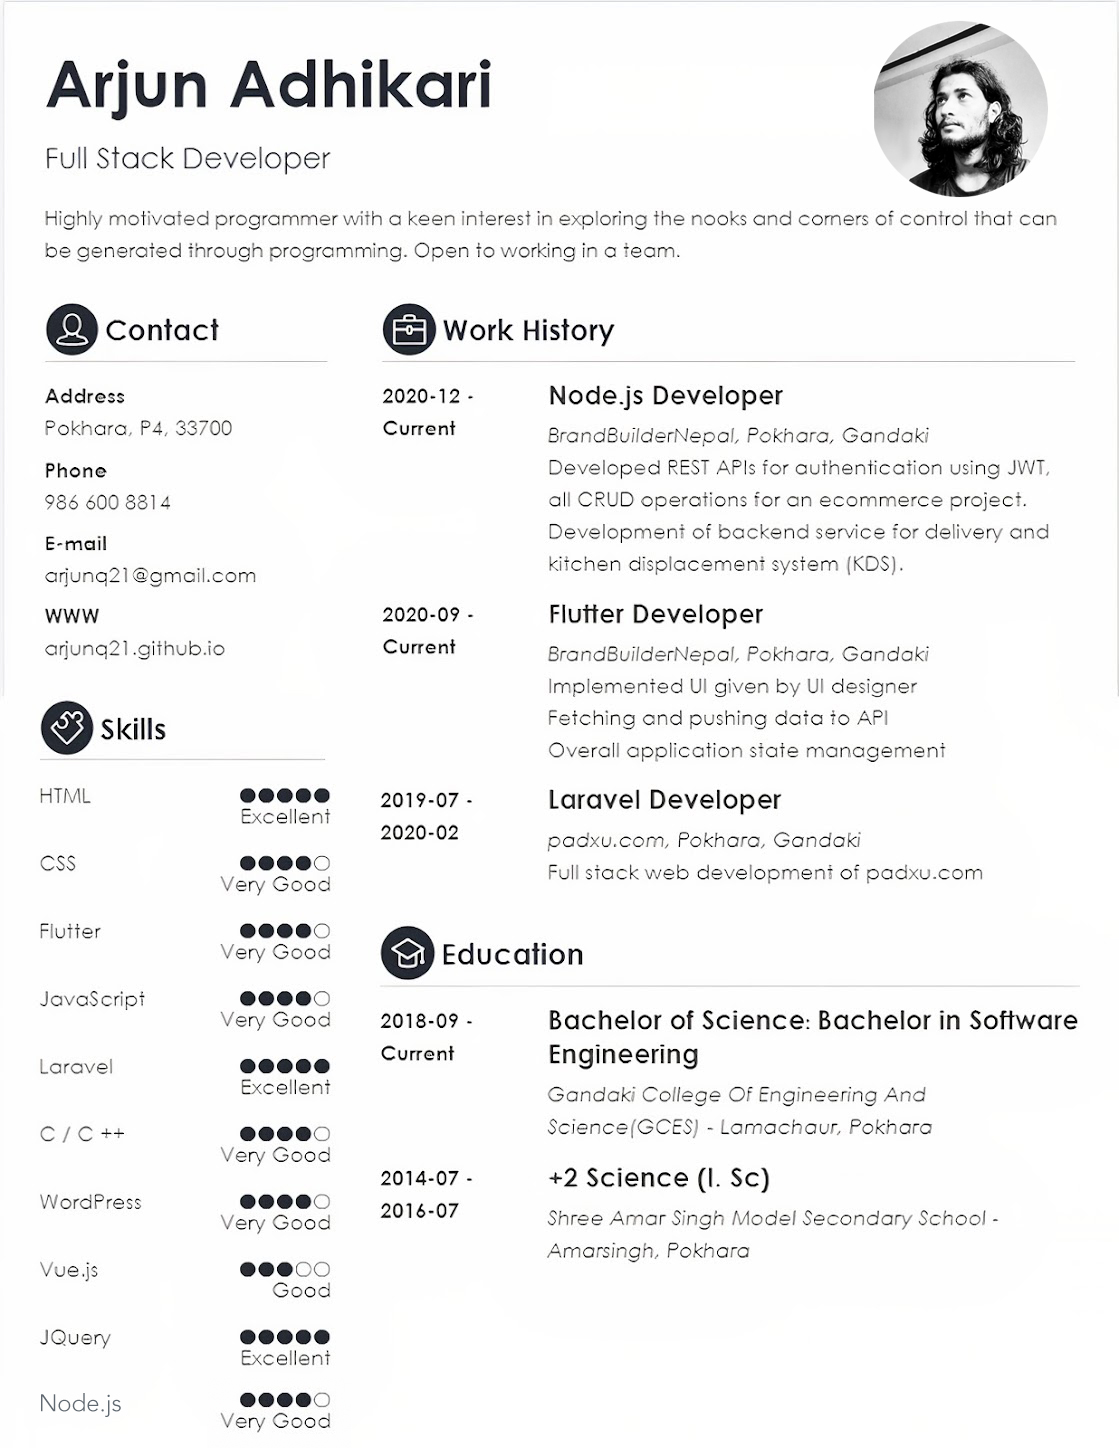 Arjun Adhikari
Full Stack Developer
Highly motivated programmer with a keen interest in exploring the nooks and corners of control that can
be generated through programming. Open to working in a team.
Contact
Address
Pokhara, P4, 33700
Phone
986 600 8814
E-mail
arjunq21@gmail.com
WWW
arjunq21.github.io
Skills
HTML
Excellent
CSS
Very Good
Flutter
Very Good
JavaScript
Very Good
Laravel
Excellent
C / C ++
Very Good
WordPress
Very Good
Vue.js
Good
JQuery
Excellent
Node.js
Very Good
Work History
2020-12 -
Current
Node.js Developer
BrandBuilderNepal, Pokhara, Gandaki
Developed REST APIs for authentication using JWT,
all CRUD operations for an ecommerce project.
Development of backend service for delivery and
kitchen displacement system (KDS).
2020-09 -
Current
Flutter Developer
BrandBuilderNepal, Pokhara, Gandaki
Implemented UI given by UI designer
Fetching and pushing data to API
Overall application state management
2019-07 -
2020-02
Laravel Developer
padxu.com, Pokhara, Gandaki
Full stack web development of padxu.com
Education
2018-09 -
Current
Bachelor of Science: Bachelor in Software
Engineering
Gandaki College Of Engineering And
Science(GCES) - Lamachaur, Pokhara
2014-07 -
2016-07
+2 Science (I. Sc)
Shree Amar Singh Model Secondary School -
Amarsingh, Pokhara